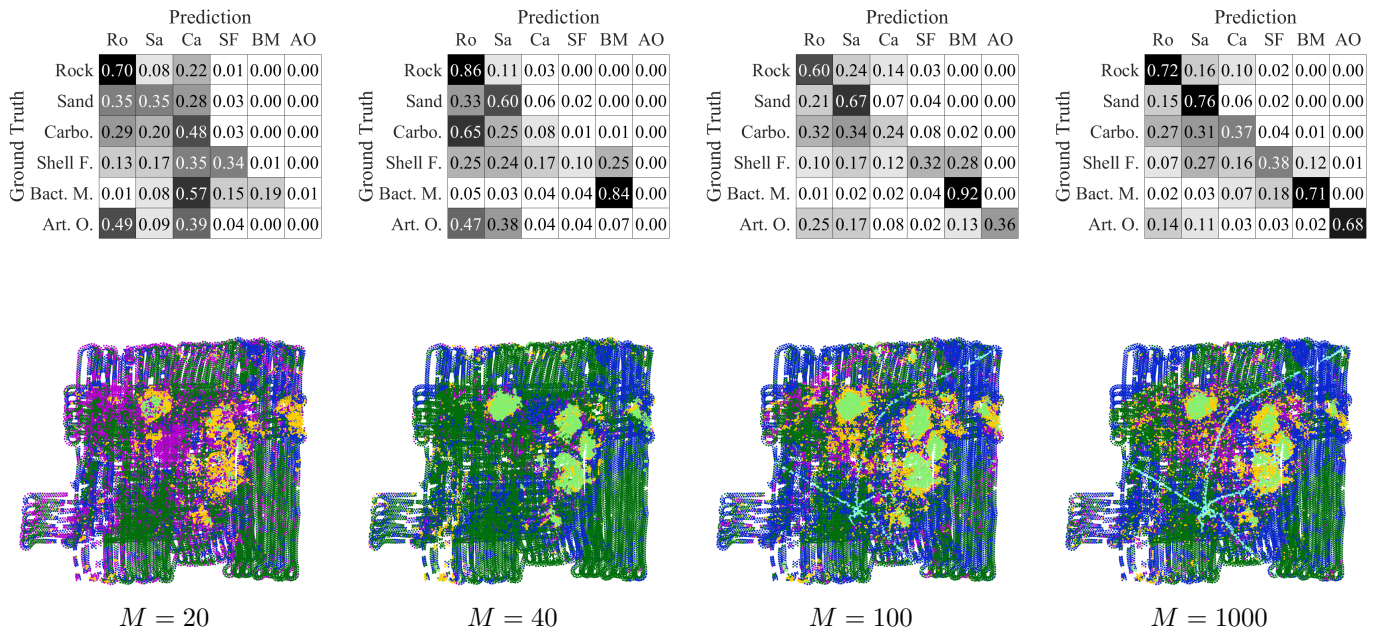 Prediction
Ro Sa Ca SF BM AO
Ground Truth
Rock 0.70 0.08 0.22 0.01 0.00 0.00
Sand 0.35 0.35 0.28 0.03 0.00 0.00
Carbo. 0.29 0.20 0.48 0.03 0.00 0.00
Shell F. 0.13 0.17 0.35 0.34 0.01 0.00
Bact. M. 0.01 0.08 0.57 0.15 0.19 0.01
Art. O. 0.49 0.09 0.39 0.04 0.00 0.00
Prediction
Ro Sa Ca SF BM AO
Ground Truth
Rock 0.86 0.11 0.03 0.00 0.00 0.00
Sand 0.33 0.60 0.06 0.02 0.00 0.00
Carbo. 0.65 0.25 0.08 0.01 0.01 0.00
Shell F. 0.25 0.24 0.17 0.10 0.25 0.00
Bact. M. 0.05 0.03 0.04 0.04 0.84 0.00
Art. O. 0.47 0.38 0.04 0.04 0.07 0.00
Prediction
Ro Sa Ca SF BM AO
Ground Truth
Rock 0.60 0.24 0.14 0.03 0.00 0.00
Sand 0.21 0.67 0.07 0.04 0.00 0.00
Carbo. 0.32 0.34 0.24 0.08 0.02 0.00
Shell F. 0.10 0.17 0.12 0.32 0.28 0.00
Bact. M. 0.01 0.02 0.02 0.04 0.92 0.00
Art. O. 0.25 0.17 0.08 0.02 0.13 0.36
Prediction
Ro Sa Ca SF BM AO
Ground Truth
Rock 0.72 0.16 0.10 0.02 0.00 0.00
Sand 0.15 0.76 0.06 0.02 0.00 0.00
Carbo. 0.27 0.31 0.37 0.04 0.01 0.00
Shell F. 0.07 0.27 0.16 0.38 0.12 0.01
Bact. M. 0.02 0.03 0.07 0.18 0.71 0.00
Art. O. 0.14 0.11 0.03 0.03 0.02 0.68
M = 20
M = 40
M = 100
M = 1000